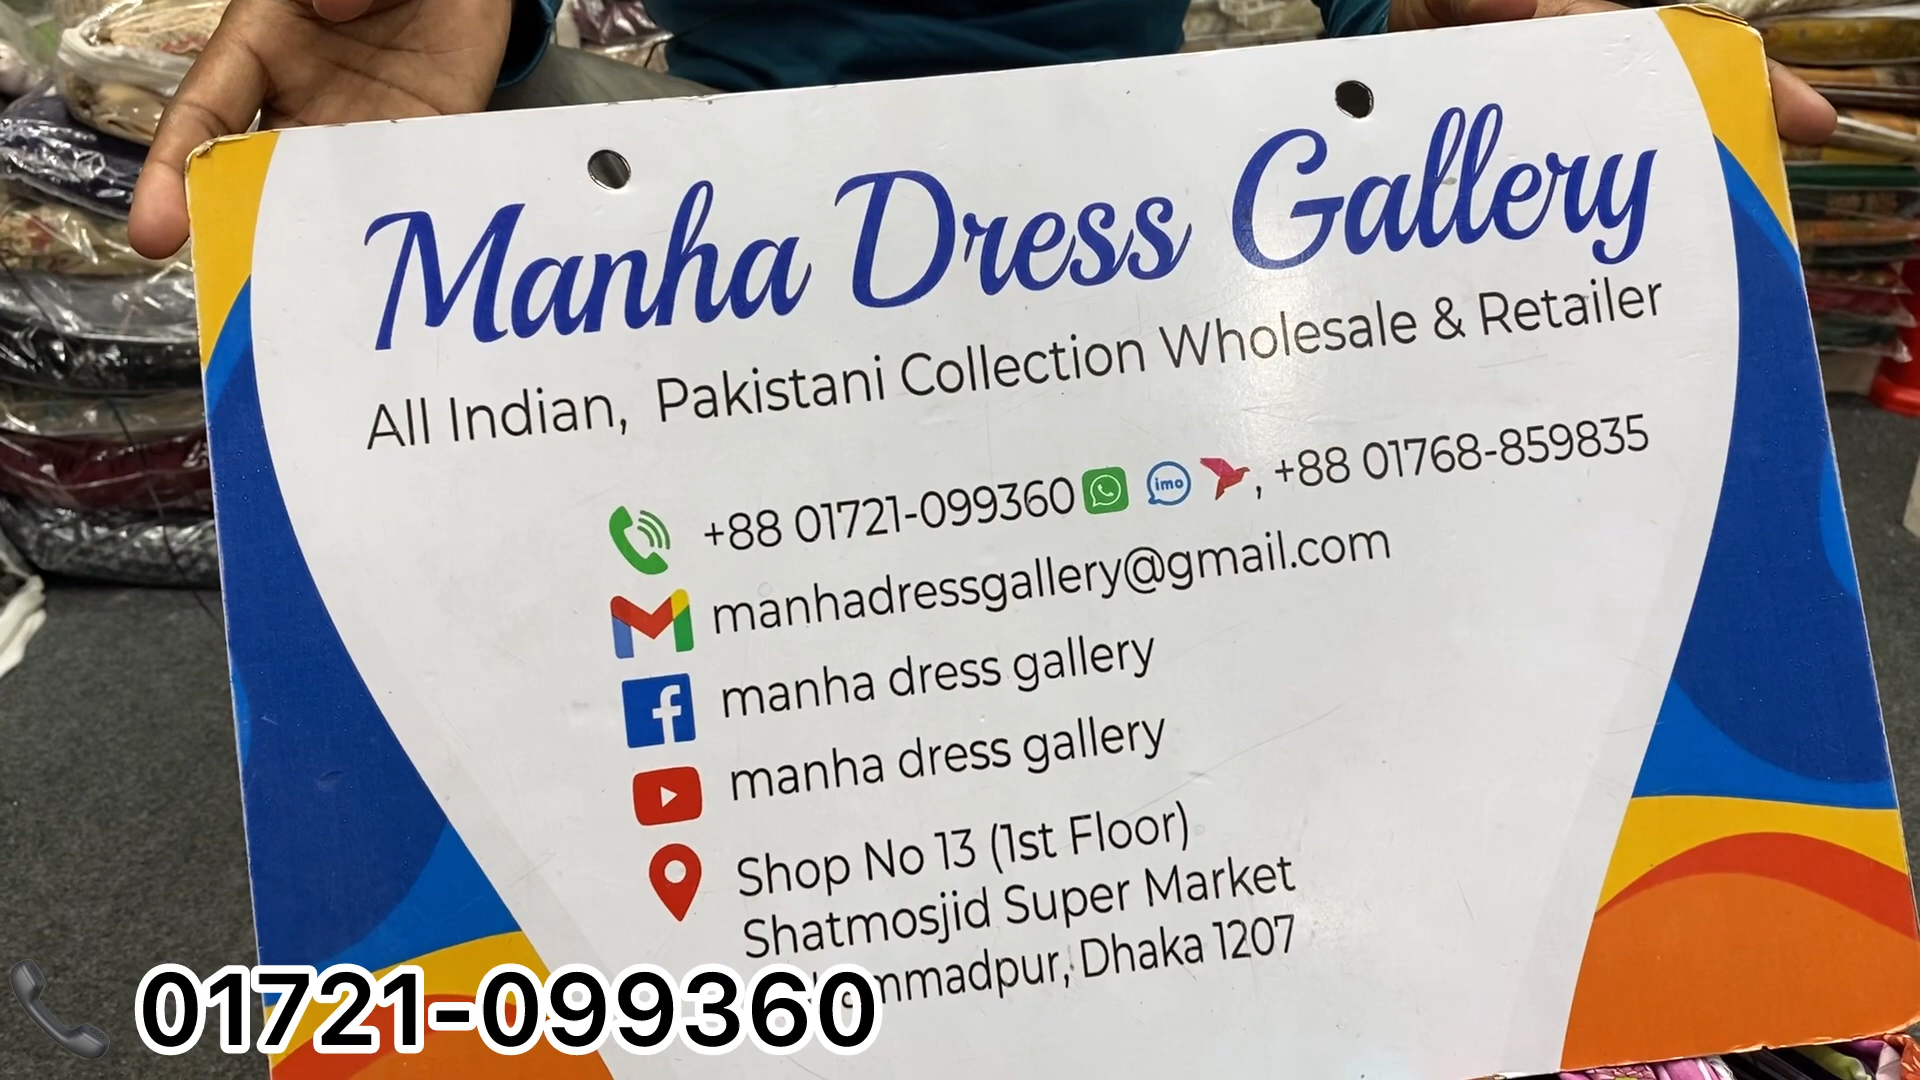 Manha Dress Gallery
All Indian, Pakistani Collection Wholesale & Retailer
+88 01721-099360 imo , +88 01768-859835
manhadressgallery@gmail.com
manha dress gallery
manha dress gallery
Shop No 13 (1st Floor)
Shatmosjid Super Market
Dhaka 1207
01721-099360